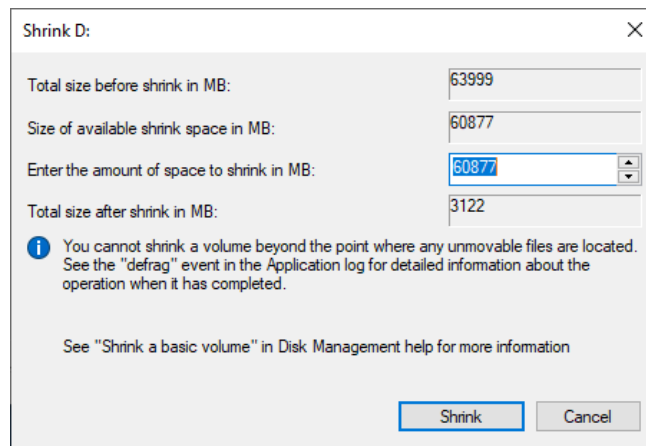 Shrink D:
Total size before shrink in MB: 63999
Size of available shrink space in MB: 60877
Enter the amount of space to shrink in MB: 60877
Total size after shrink in MB: 3122
You cannot shrink a volume beyond the point where any unmovable files are located.
See the "defrag" event in the Application log for detailed information about the
operation when it has completed.
See "Shrink a basic volume" in Disk Management help for more information
Shrink Cancel